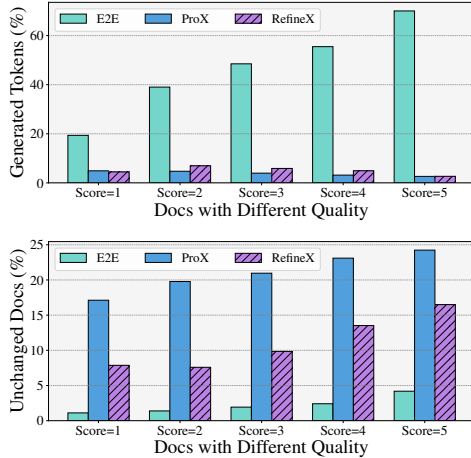 Generated Tokens (%)
60
40
20
0
E2E ProX RefineX
Score=1 Score=2 Score=3 Score=4 Score=5
Docs with Different Quality
Unchanged Docs (%)
25
20
15
10
5
0
E2E ProX RefineX
Score=1 Score=2 Score=3 Score=4 Score=5
Docs with Different Quality